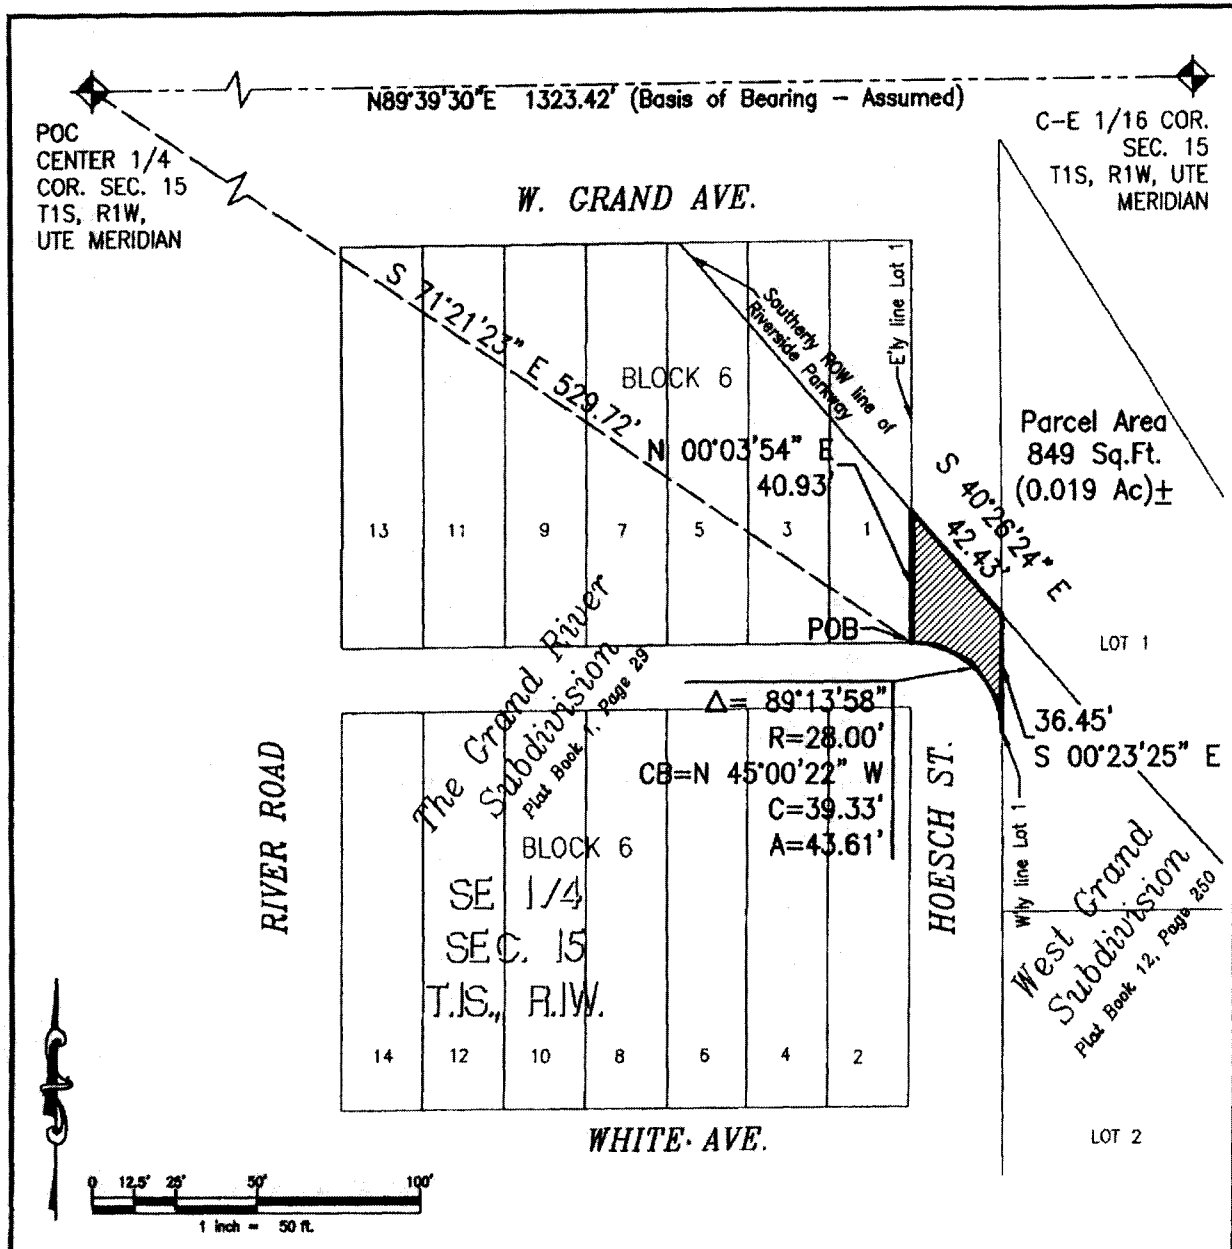 N89°39'30"E 1323.42' (Basis of Bearing - Assumed)
POC
CENTER 1/4
COR. SEC. 15
T1S, R1W,
UTE MERIDIAN
C-E 1/16 COR.
SEC. 15
T1S, R1W, UTE
MERIDIAN
W. GRAND AVE.
S 71°21'23" E 529.72'
Southerly ROW line of
Riverside Parkway
E'ly line Lot 1
BLOCK 6
N 00°03'54" E
40.93'
Parcel Area
849 Sq.Ft.
(0.019 Ac)±
S 40°26'24" E
42.43'
13
11
9
7
5
3
1
POB
LOT 1
The Grand River
Subdivision
Plat Book 1, Page 29
Δ= 89°13'58"
R=28.00'
CB=N 45°00'22" W
C=39.33'
A=43.61'
36.45'
S 00°23'25" E
RIVER ROAD
HOESCH ST.
W'ly line Lot 1
BLOCK 6
SE 1/4
SEC. 15
T.1S., R.1W.
West Grand
Subdivision
Plat Book 12, Page 250
14
12
10
8
6
4
2
WHITE AVE.
LOT 2
0 12.5' 25' 50' 100'
1 inch = 50 ft.